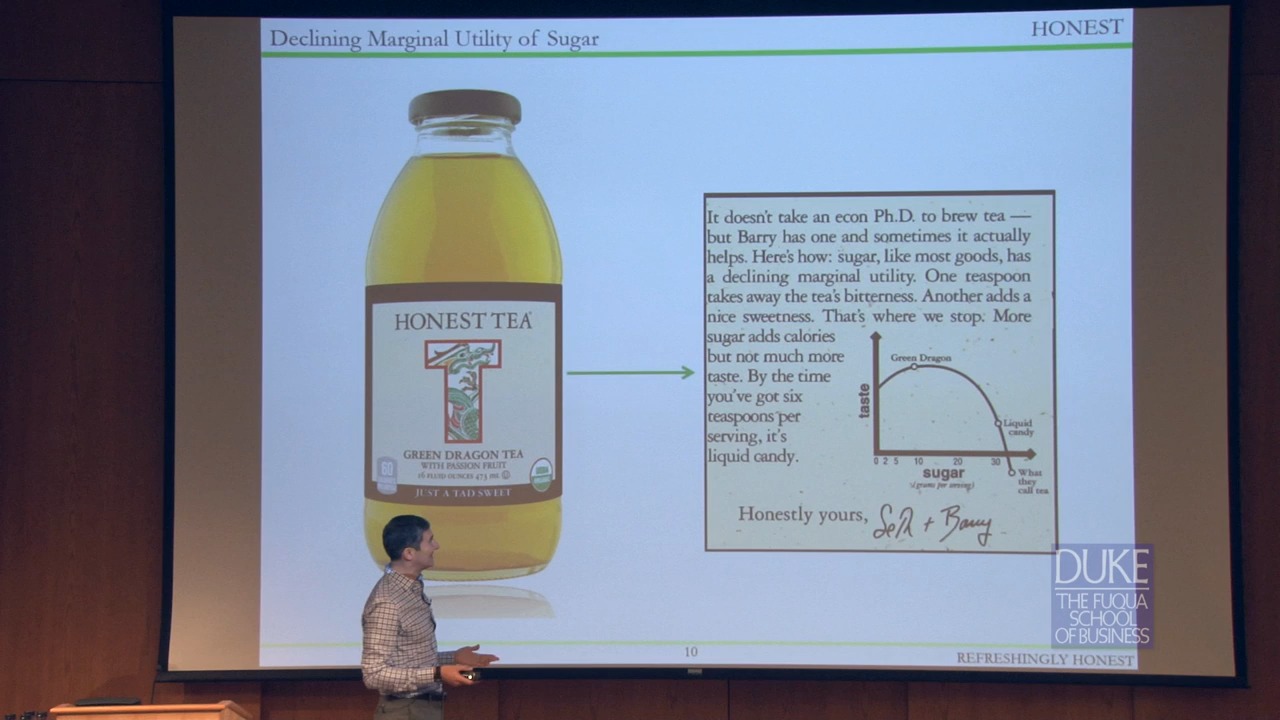 Declining Marginal Utility of Sugar
HONEST
HONEST TEA
GREEN DRAGON TEA
WITH PASSION FRUIT
16 FLUID OUNCES 473 mL
60
JUST A TAD SWEET
It doesn't take an econ Ph.D. to brew tea —
but Barry has one and sometimes it actually
helps. Here's how: sugar, like most goods, has
a declining marginal utility. One teaspoon
takes away the tea's bitterness. Another adds a
nice sweetness. That's where we stop. More
sugar adds calories
but not much more
taste. By the time
you've got six
teaspoons per
serving, it's
liquid candy.
taste
Green Dragon
Liquid
candy
0 2 5 10 20 30
sugar
(grams per serving)
What
they
call tea
Honestly yours, Seth + Barry
DUKE
THE FUQUA
SCHOOL
OF BUSINESS
10
REFRESHINGLY HONEST